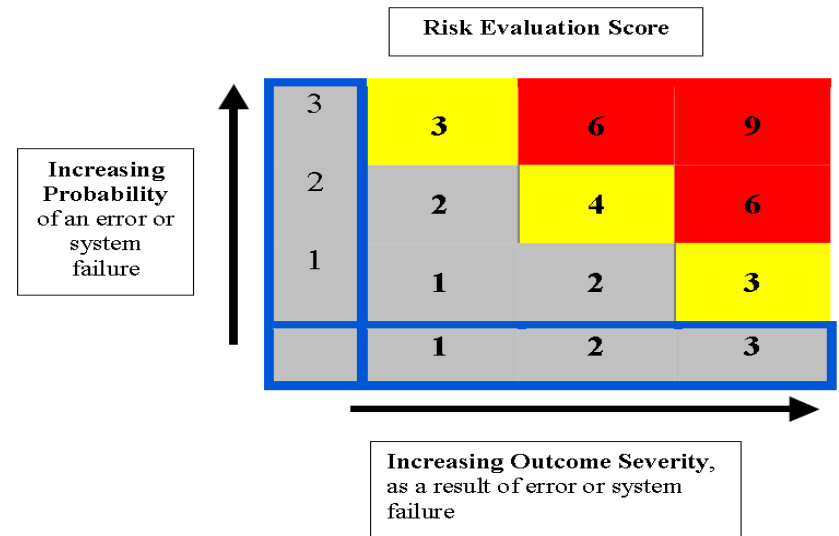 Risk Evaluation Score
3 3 6 9
Increasing
Probability
of an error or
system
failure
2 2 4 6
1 1 2 3
1 2 3
Increasing Outcome Severity,
as a result of error or system
failure